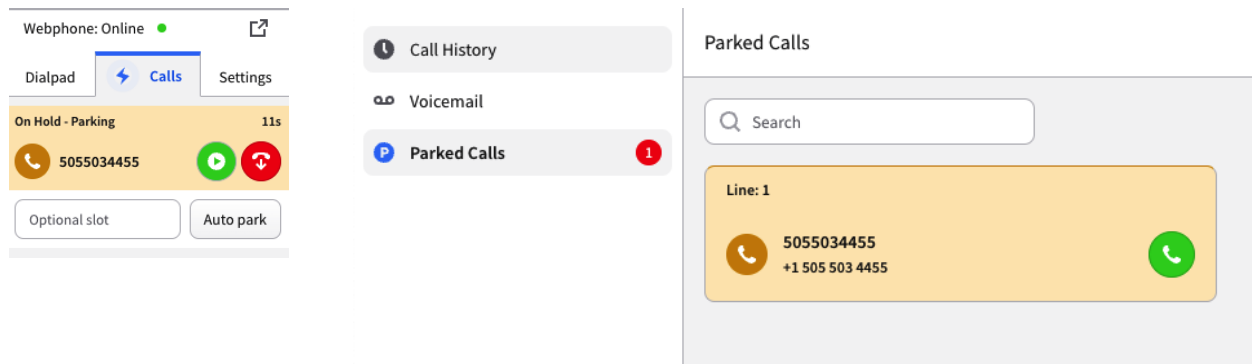 Webphone: Online
Dialpad
Calls
Settings
On Hold - Parking 11s
5055034455
Optional slot
Auto park
Call History
Voicemail
P Parked Calls 1
Parked Calls
Search
Line: 1
5055034455
+1 505 503 4455